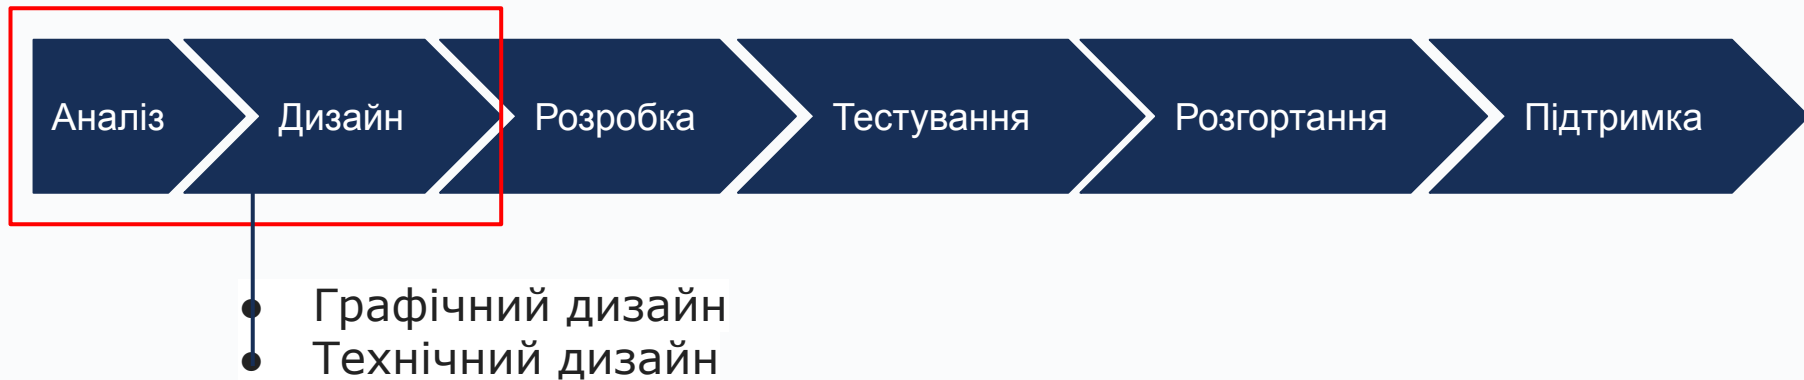 Аналіз
Дизайн
Розробка
Тестування
Розгортання
Підтримка
Графічний дизайн
Технічний дизайн